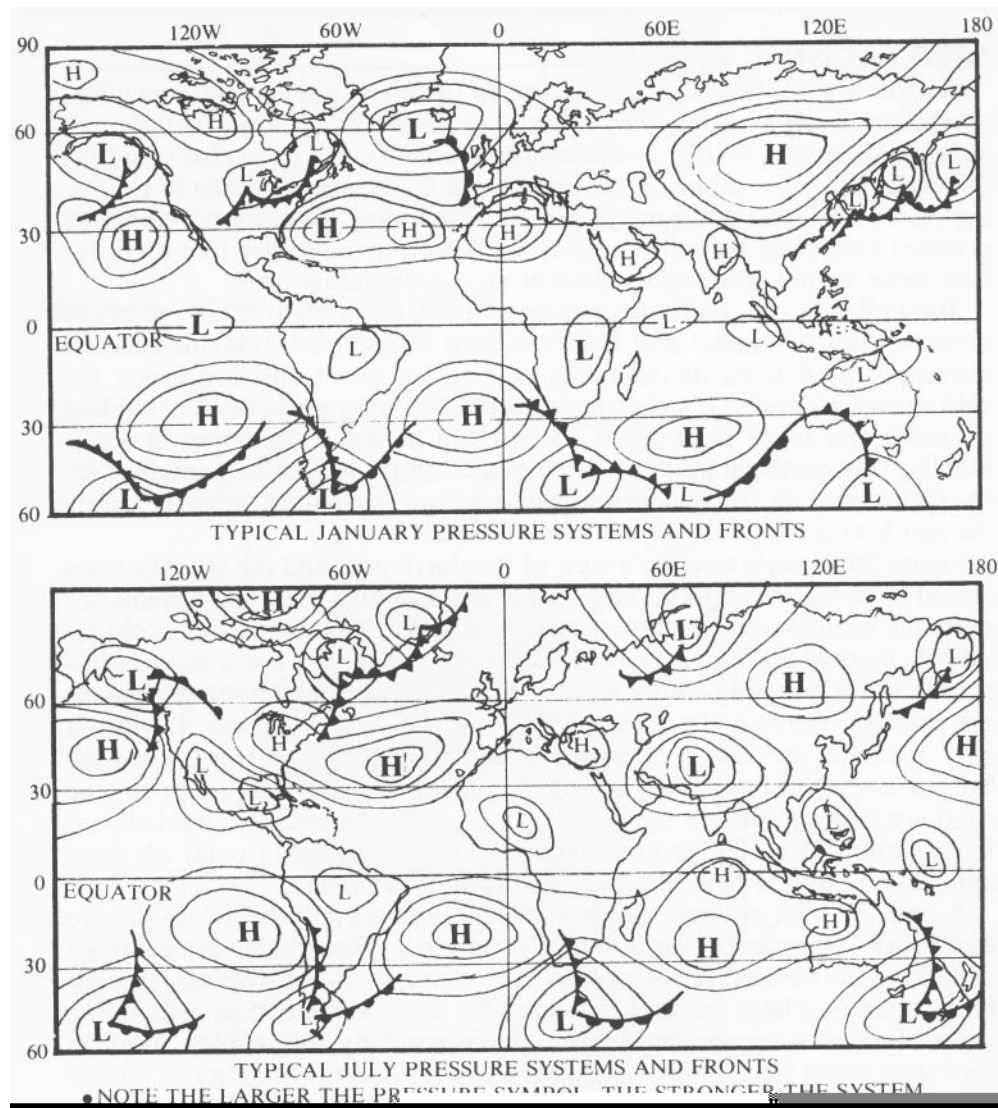 120W 60W 0 60E 120E 180
90
H
H
60
L L L H L
L L
L
30 H H H H
H H
0 L L L
EQUATOR L L L
H H
30 H
L L L L L
60
TYPICAL JANUARY PRESSURE SYSTEMS AND FRONTS
120W 60W 0 60E 120E 180
H
L
L L L
L H
60
H H H H
L H L
30 L
L L
L
0 H
EQUATOR L
H H H H
30
L L L L
60
TYPICAL JULY PRESSURE SYSTEMS AND FRONTS
• NOTE THE LARGER THE PRESSURE SYMBOL, THE STRONGER THE SYSTEM